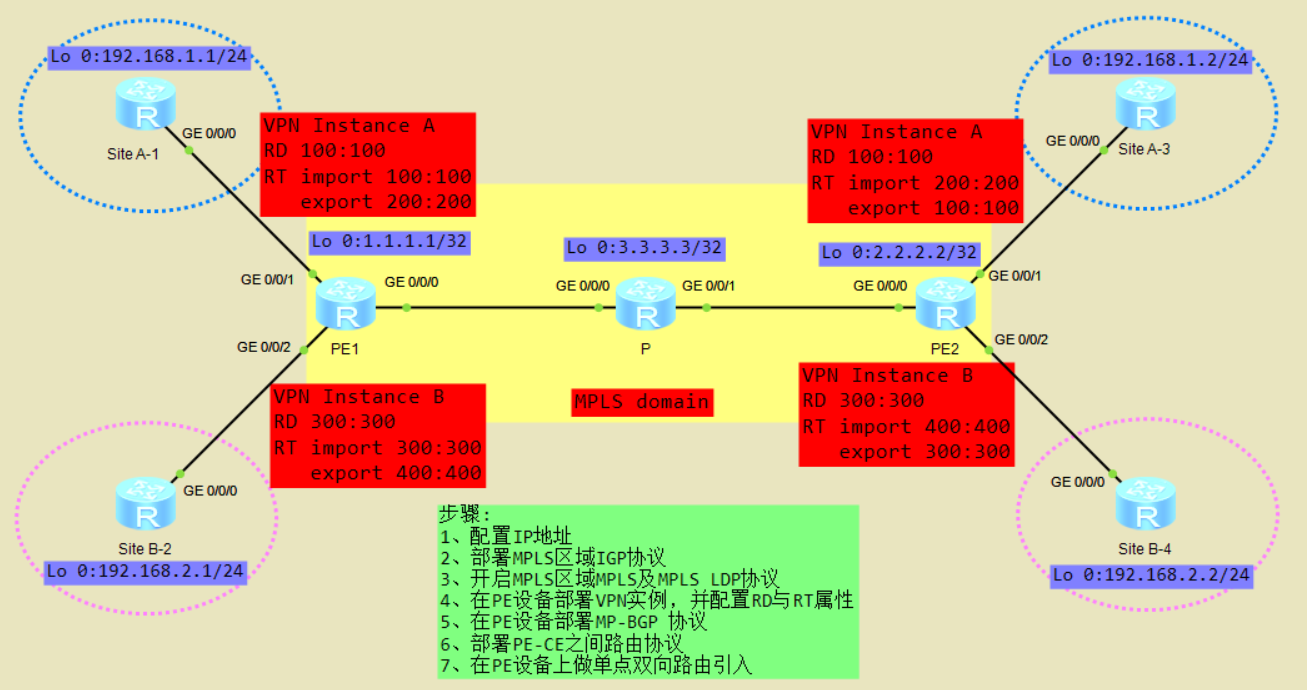 Lo 0:192.168.1.1/24
GE 0/0/0
Site A-1
VPN Instance A
RD 100:100
RT import 100:100
export 200:200
Lo 0:192.168.1.2/24
GE 0/0/0
Site A-3
VPN Instance A
RD 100:100
RT import 200:200
export 100:100
Lo 0:1.1.1.1/32
Lo 0:3.3.3.3/32
Lo 0:2.2.2.2/32
GE 0/0/1
GE 0/0/0
GE 0/0/0
GE 0/0/1
GE 0/0/0
GE 0/0/1
R
R
R
R
R
GE 0/0/2
PE1
P
PE2
GE 0/0/2
VPN Instance B
RD 300:300
RT import 300:300
export 400:400
MPLS domain
VPN Instance B
RD 300:300
RT import 400:400
export 300:300
GE 0/0/0
R
Site B-2
Lo 0:192.168.2.1/24
GE 0/0/0
R
Site B-4
Lo 0:192.168.2.2/24
步骤:
1、配置IP地址
2、部署MPLS区域IGP协议
3、开启MPLS区域MPLS及MPLS LDP协议
4、在PE设备部署VPN实例，并配置RD与RT属性
5、在PE设备部署MP-BGP 协议
6、部署PE-CE之间路由协议
7、在PE设备上做单点双向路由引入